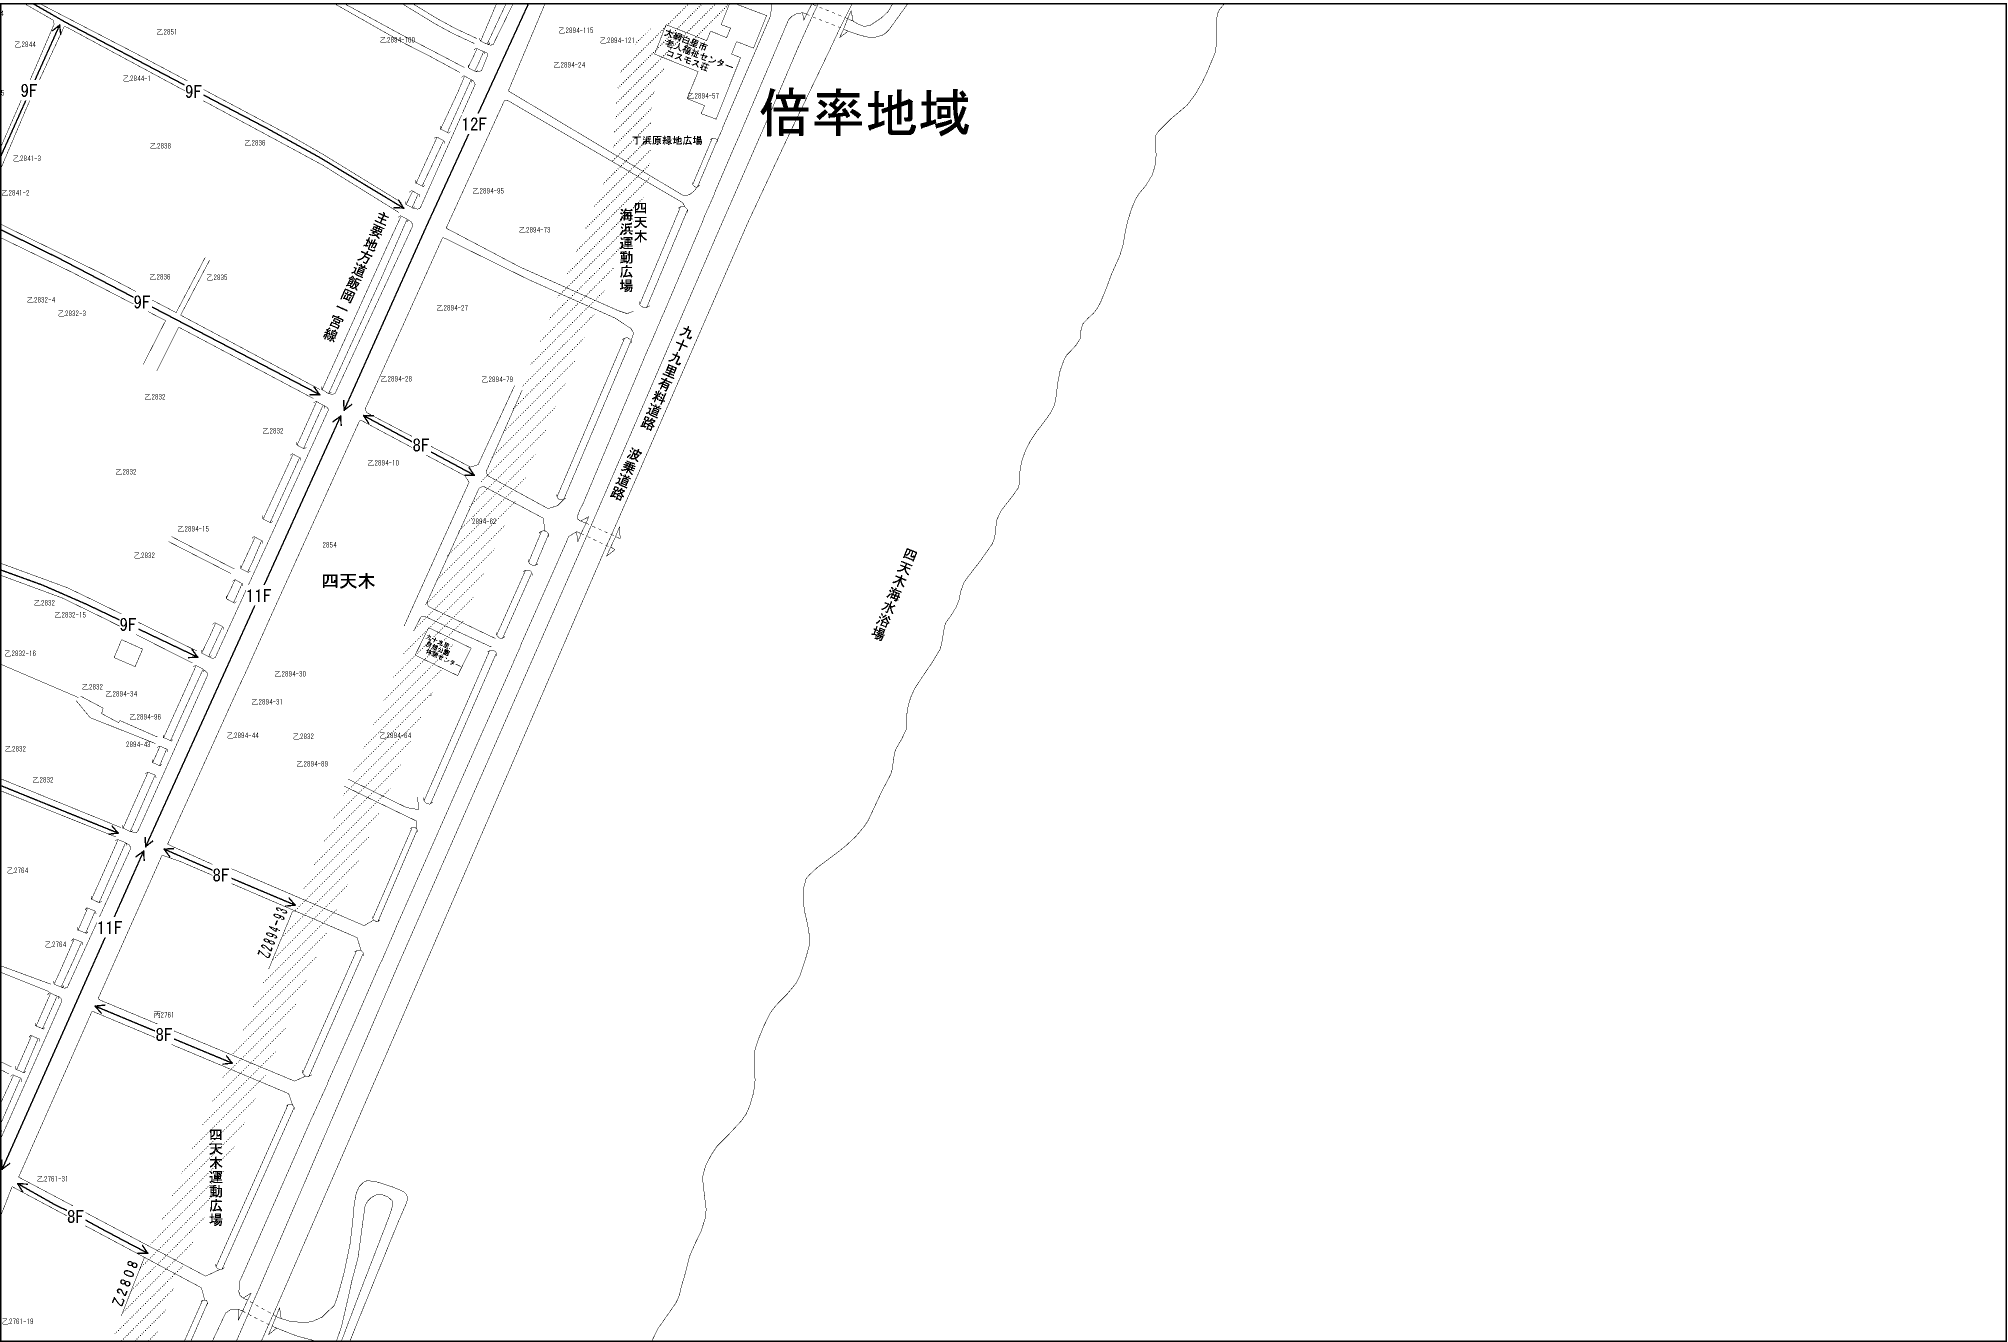 倍率地域
乙2851
乙2844
乙2844-1
9F
9F
乙2838
乙2836
乙2841-3
乙2841-2
乙2894-100
12F
乙2894-115
乙2894-121
乙2894-24
大網白里市
老人福祉センター
コスモス荘
乙2894-57
丁浜原緑地広場
乙2894-95
乙2894-73
四天木
海浜運動広場
主要地方道飯岡一宮線
乙2836
乙2835
乙2832-4
乙2832-3
9F
乙2894-27
乙2894-28
乙2894-79
九十九里有料道路 波乗道路
乙2832
乙2832
乙2832
8F
乙2894-10
乙2894-15
乙2832
2894-62
2854
四天木
11F
四天木海水浴場
乙2832
乙2832-15
9F
乙2832-16
乙2832
乙2894-34
乙2894-96
2894-43
乙2832
乙2832
乙2894-30
乙2894-31
乙2894-44
乙2832
乙2894-64
乙2894-89
8F
乙2764
11F
乙2764
乙2894-93
丙2761
8F
四天木運動広場
乙2761-31
8F
乙2808
乙2761-19